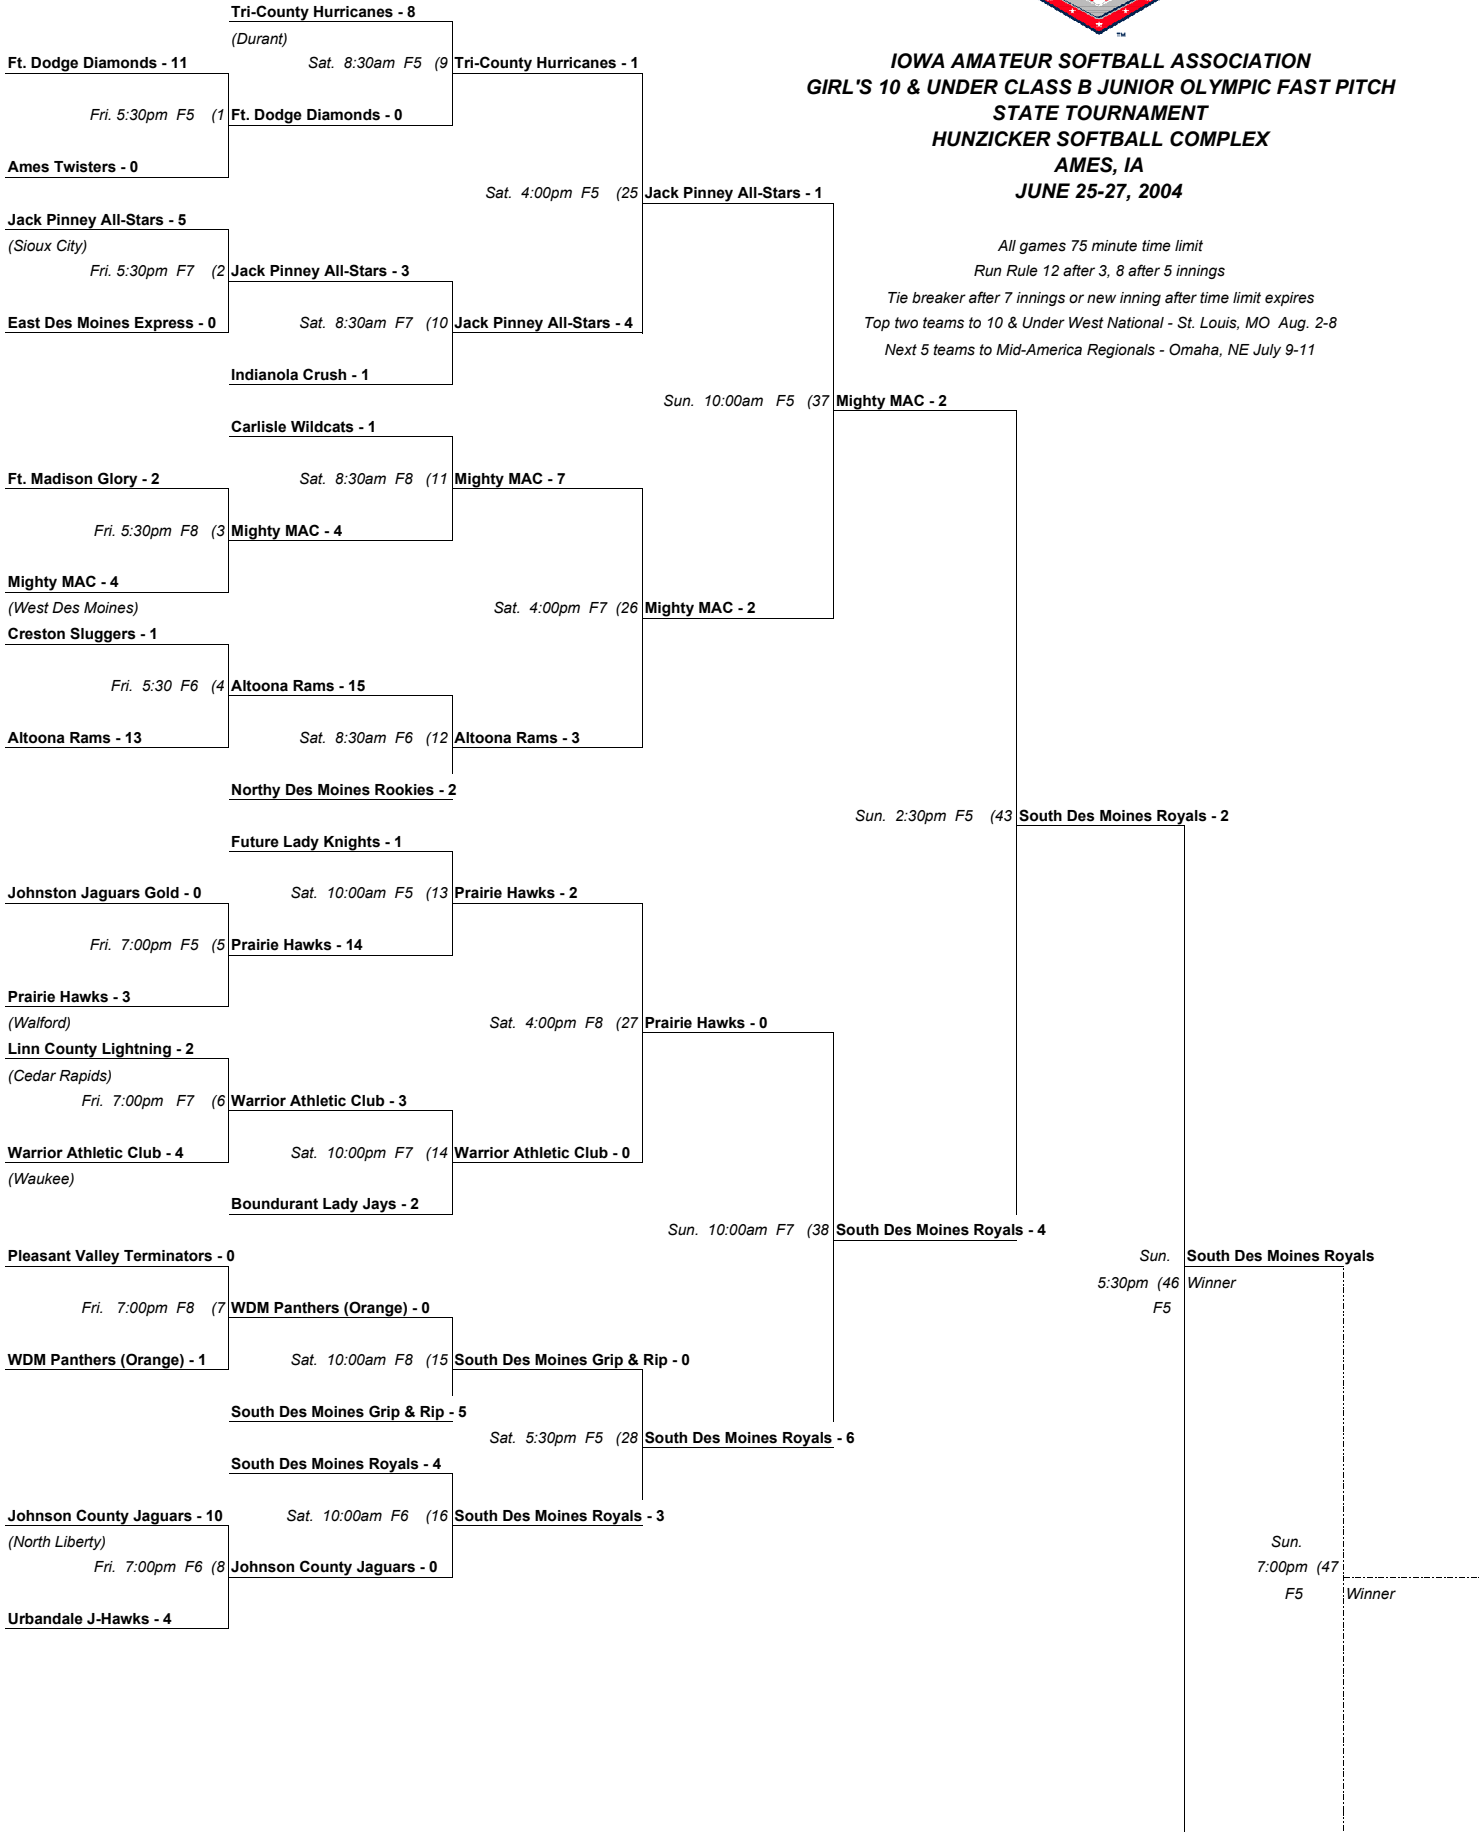 Tri-County Hurricanes - 8
(Durant)
Ft. Dodge Diamonds - 11
Sat. 8:30am F5 (9
Tri-County Hurricanes - 1
Fri. 5:30pm F5 (1
Ft. Dodge Diamonds - 0
Ames Twisters - 0
™
IOWA AMATEUR SOFTBALL ASSOCIATION
GIRL'S 10 & UNDER CLASS B JUNIOR OLYMPIC FAST PITCH
STATE TOURNAMENT
HUNZICKER SOFTBALL COMPLEX
AMES, IA
JUNE 25-27, 2004
Sat. 4:00pm F5 (25
Jack Pinney All-Stars - 1
Jack Pinney All-Stars - 5
(Sioux City)
Fri. 5:30pm F7 (2
Jack Pinney All-Stars - 3
East Des Moines Express - 0
Sat. 8:30am F7 (10
Jack Pinney All-Stars - 4
Indianola Crush - 1
All games 75 minute time limit
Run Rule 12 after 3, 8 after 5 innings
Tie breaker after 7 innings or new inning after time limit expires
Top two teams to 10 & Under West National - St. Louis, MO Aug. 2-8
Next 5 teams to Mid-America Regionals - Omaha, NE July 9-11
Sun. 10:00am F5 (37
Mighty MAC - 2
Carlisle Wildcats - 1
Ft. Madison Glory - 2
Sat. 8:30am F8 (11
Mighty MAC - 7
Fri. 5:30pm F8 (3
Mighty MAC - 4
Mighty MAC - 4
(West Des Moines)
Sat. 4:00pm F7 (26
Mighty MAC - 2
Creston Sluggers - 1
Fri. 5:30 F6 (4
Altoona Rams - 15
Altoona Rams - 13
Sat. 8:30am F6 (12
Altoona Rams - 3
Northy Des Moines Rookies - 2
Sun. 2:30pm F5 (43
South Des Moines Royals - 2
Future Lady Knights - 1
Johnston Jaguars Gold - 0
Sat. 10:00am F5 (13
Prairie Hawks - 2
Fri. 7:00pm F5 (5
Prairie Hawks - 14
Prairie Hawks - 3
(Walford)
Sat. 4:00pm F8 (27
Prairie Hawks - 0
Linn County Lightning - 2
(Cedar Rapids)
Fri. 7:00pm F7 (6
Warrior Athletic Club - 3
Warrior Athletic Club - 4
(Waukee)
Sat. 10:00pm F7 (14
Warrior Athletic Club - 0
Boundurant Lady Jays - 2
Sun. 10:00am F7 (38
South Des Moines Royals - 4
Pleasant Valley Terminators - 0
Sun.
South Des Moines Royals
5:30pm (46
Winner
F5
Fri. 7:00pm F8 (7
WDM Panthers (Orange) - 0
WDM Panthers (Orange) - 1
Sat. 10:00am F8 (15
South Des Moines Grip & Rip - 0
South Des Moines Grip & Rip - 5
Sat. 5:30pm F5 (28
South Des Moines Royals - 6
South Des Moines Royals - 4
Johnson County Jaguars - 10
(North Liberty)
Sat. 10:00am F6 (16
South Des Moines Royals - 3
Fri. 7:00pm F6 (8
Johnson County Jaguars - 0
Urbandale J-Hawks - 4
Sun.
7:00pm (47
F5
Winner